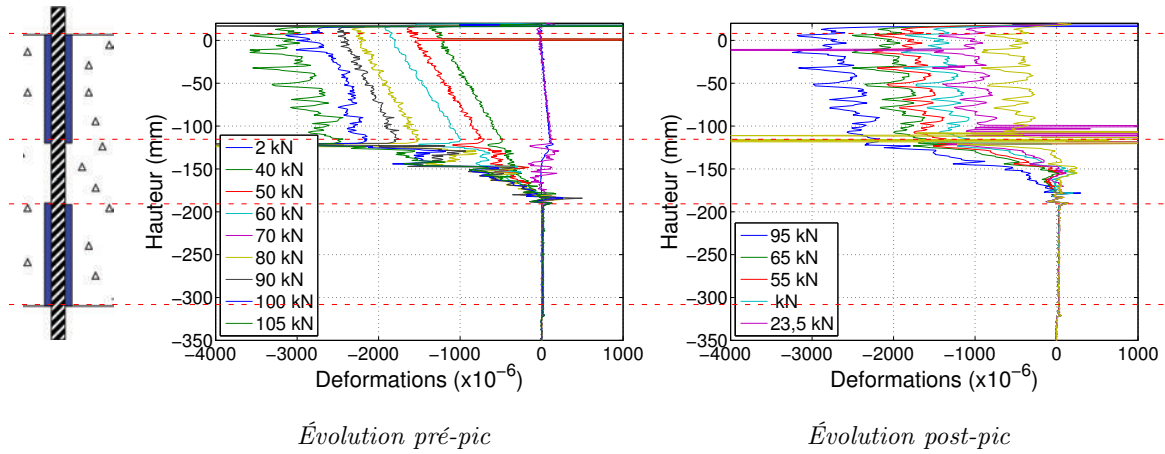 0
−50
−100
−150
−200
−250
−300
−350
Hauteur (mm)
2 kN
40 kN
50 kN
60 kN
70 kN
80 kN
90 kN
100 kN
105 kN
−4000 −3000 −2000 −1000 0 1000
Deformations (x10⁻⁶)
Évolution pré-pic
0
−50
−100
−150
−200
−250
−300
−350
Hauteur (mm)
95 kN
65 kN
55 kN
kN
23,5 kN
−4000 −3000 −2000 −1000 0 1000
Deformations (x10⁻⁶)
Évolution post-pic